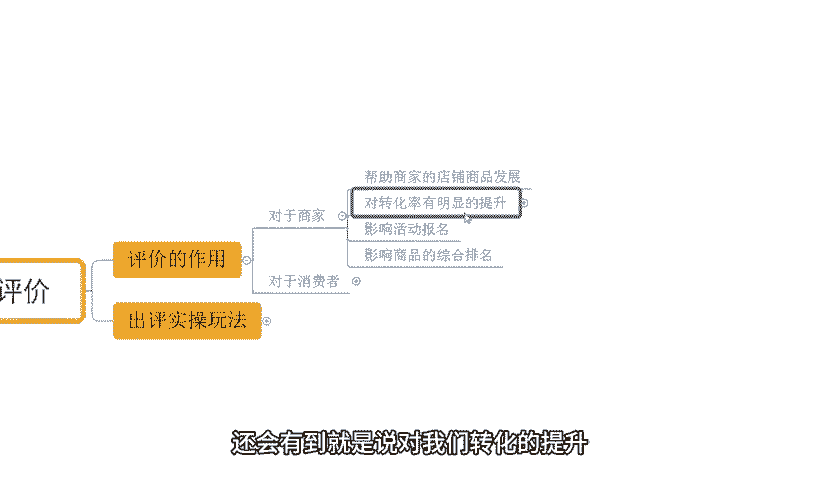 帮助商家的店铺商品发展
对转化率有明显的提升
对于商家
影响活动报名
影响商品的综合排名
评价的作用
对于消费者
评价
出评实操玩法
还会有到就是说对我们转化的提升